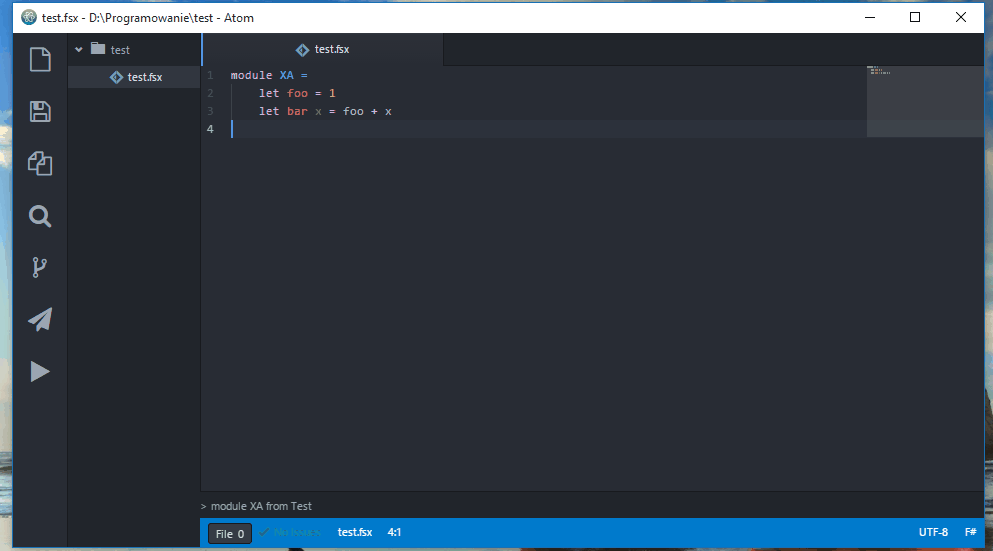 test.fsx - D:\Programowanie\test - Atom
test
test.fsx
test.fsx
1 module XA =
2 let foo = 1
3 let bar x = foo + x
4
> module XA from Test
File 0 No Issues test.fsx 4:1 UTF-8 F#